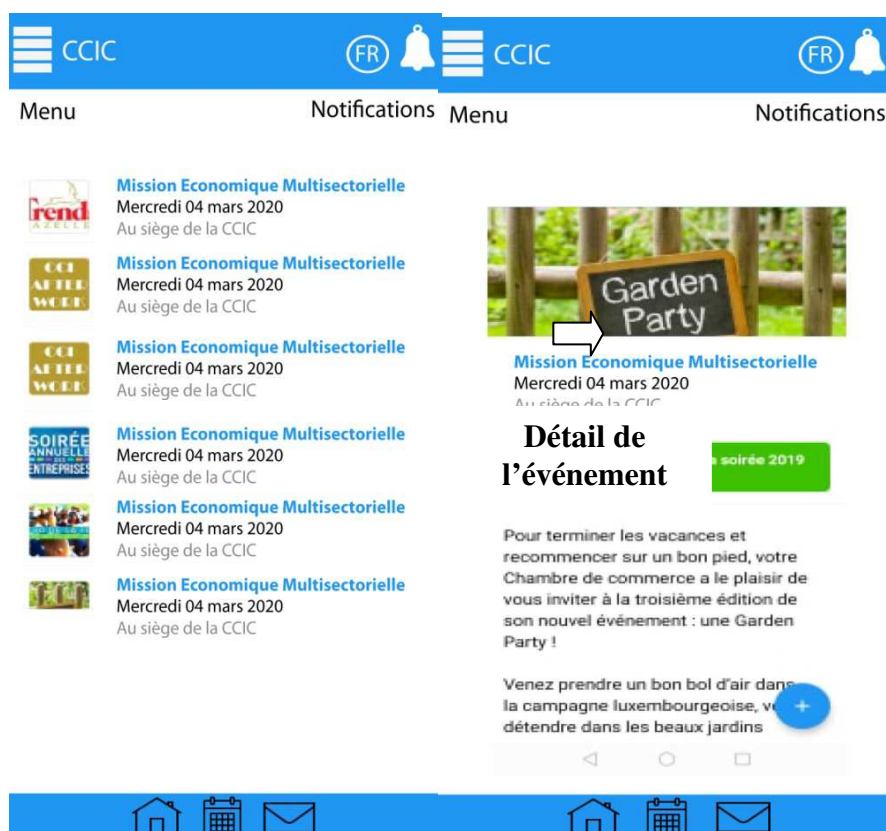 CCIC
FR
Menu
Notifications
Trend
GAZELLE
Mission Economique Multisectorielle
Mercredi 04 mars 2020
Au siège de la CCIC
CCI
AFTER
WORK
Mission Economique Multisectorielle
Mercredi 04 mars 2020
Au siège de la CCIC
CCI
AFTER
WORK
Mission Economique Multisectorielle
Mercredi 04 mars 2020
Au siège de la CCIC
SOIRÉE
ANNUELLE
DES
ENTREPRISES
Mission Economique Multisectorielle
Mercredi 04 mars 2020
Au siège de la CCIC
Mission Economique Multisectorielle
Mercredi 04 mars 2020
Au siège de la CCIC
Mission Economique Multisectorielle
Mercredi 04 mars 2020
Au siège de la CCIC
CCIC
FR
Menu
Notifications
Garden
Party
Mission Economique Multisectorielle
Mercredi 04 mars 2020
Au siège de la CCIC
Détail de
l’événement
soirée 2019
Pour terminer les vacances et
recommencer sur un bon pied, votre
Chambre de commerce a le plaisir de
vous inviter à la troisième édition de
son nouvel événement : une Garden
Party !
Venez prendre un bon bol d'air dans
la campagne luxembourgeoise,
détendre dans les beaux jardins